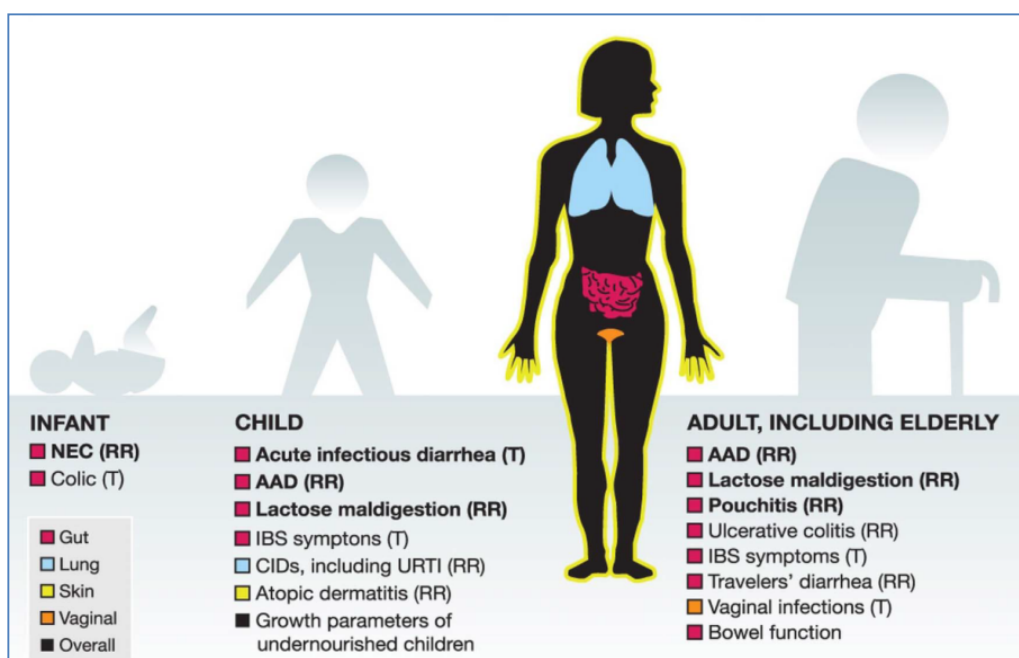 INFANT
NEC (RR)
Colic (T)
Gut
Lung
Skin
Vaginal
Overall
CHILD
Acute infectious diarrhea (T)
AAD (RR)
Lactose maldigestion (RR)
IBS symptons (T)
CIDs, including URTI (RR)
Atopic dermatitis (RR)
Growth parameters of
undernourished children
ADULT, INCLUDING ELDERLY
AAD (RR)
Lactose maldigestion (RR)
Pouchitis (RR)
Ulcerative colitis (RR)
IBS symptoms (T)
Travelers' diarrhea (RR)
Vaginal infections (T)
Bowel function